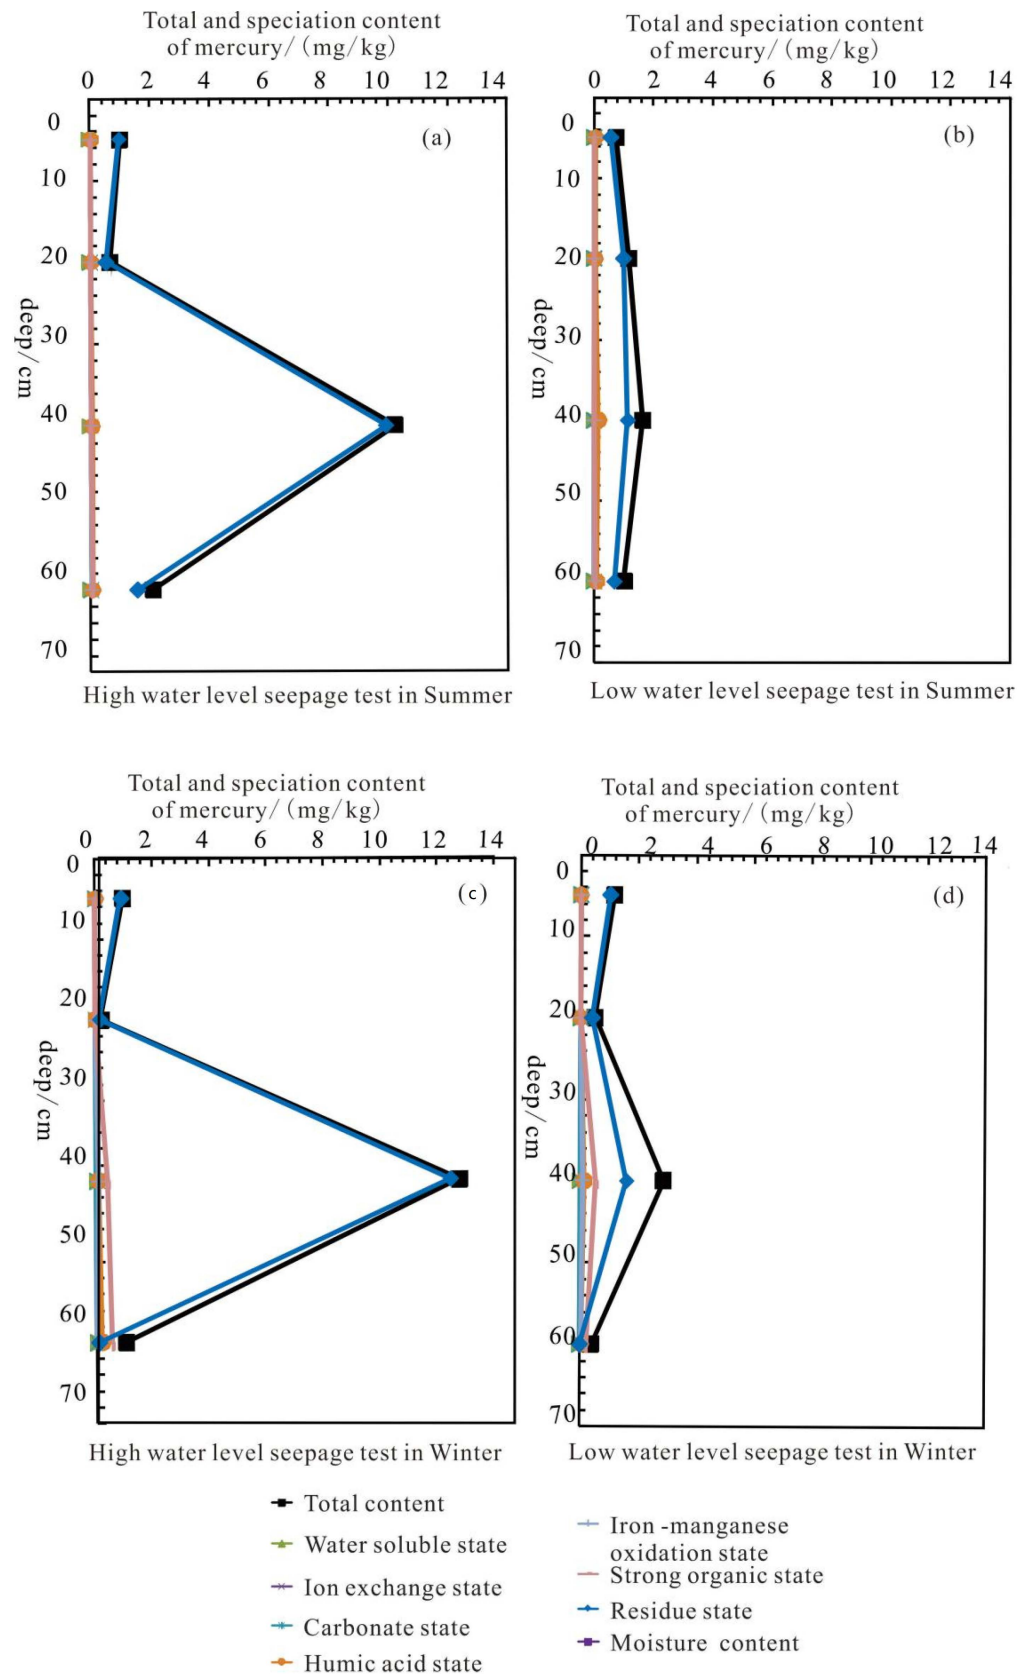 Total and speciation content
of mercury/(mg/kg)
0 2 4 6 8 10 12 14
0
10
20
30
40
50
60
70
deep/cm
(a)
High water level seepage test in Summer
Total and speciation content
of mercury/(mg/kg)
0 2 4 6 8 10 12 14
0
10
20
30
40
50
60
70
deep/cm
(b)
Low water level seepage test in Summer
Total and speciation content
of mercury/(mg/kg)
0 2 4 6 8 10 12 14
0
10
20
30
40
50
60
70
deep/cm
(c)
High water level seepage test in Winter
Total and speciation content
of mercury/(mg/kg)
0 2 4 6 8 10 12 14
0
10
20
30
40
50
60
70
deep/cm
(d)
Low water level seepage test in Winter
Total content
Water soluble state
Ion exchange state
Carbonate state
Humic acid state
Iron -manganese
oxidation state
Strong organic state
Residue state
Moisture content